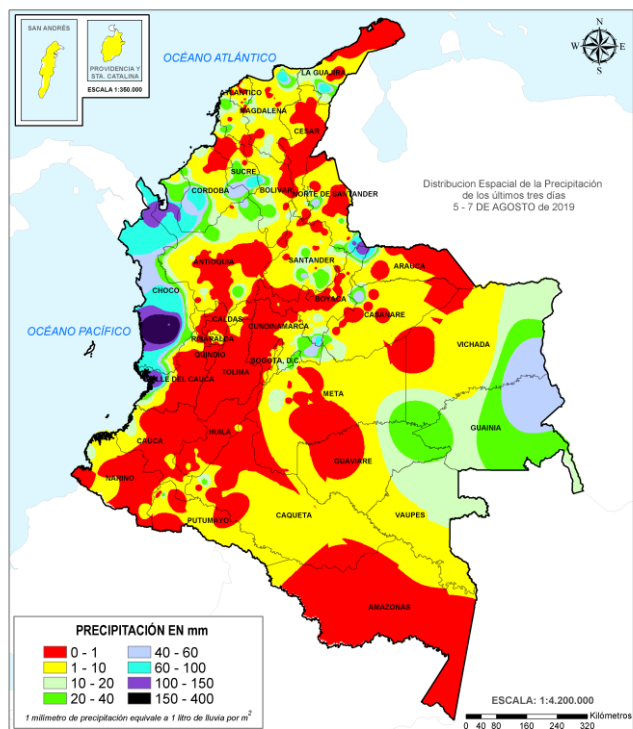 SAN ANDRÉS
PROVIDENCIA Y
STA. CATALINA
ESCALA 1:350.000
OCÉANO ATLÁNTICO
N
W E
S
LA GUAJIRA
ATLANTICO
MAGDALENA
CESAR
SUCRE
CORDOBA
BOLIVAR
NORTE DE SANTANDER
Distribucion Espacial de la Precipitación
de los últimos tres días
5 - 7 DE AGOSTO de 2019
ANTIOQUIA
SANTANDER
ARAUCA
CHOCO
BOYACA
CASANARE
OCÉANO PACÍFICO
CALDAS
CUNDINAMARCA
RISARALDA
VICHADA
QUINDIO
BOGOTA, D.C.
TOLIMA
VALLE DEL CAUCA
META
GUAINIA
HUILA
CAUCA
GUAVIARE
NARIÑO
CAQUETA
VAUPES
PUTUMAYO
AMAZONAS
PRECIPITACIÓN EN mm
0 - 1 40 - 60
1 - 10 60 - 100
10 - 20 100 - 150
20 - 40 150 - 400
1 milímetro de precipitación equivale a 1 litro de lluvia por m²
ESCALA: 1:4.200.000
Kilómetros
0 40 80 160 240 320